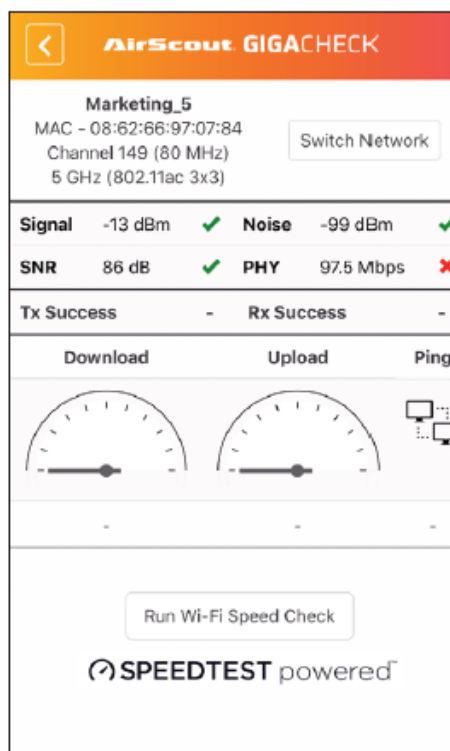 AirScout. GIGACHECK
Marketing_5
MAC - 08:62:66:97:07:84
Channel 149 (80 MHz)
5 GHz (802.11ac 3x3)
Switch Network
Signal -13 dBm Noise -99 dBm
SNR 86 dB PHY 97.5 Mbps
Tx Success - Rx Success -
Download Upload Ping
- - -
Run Wi-Fi Speed Check
SPEEDTEST powered